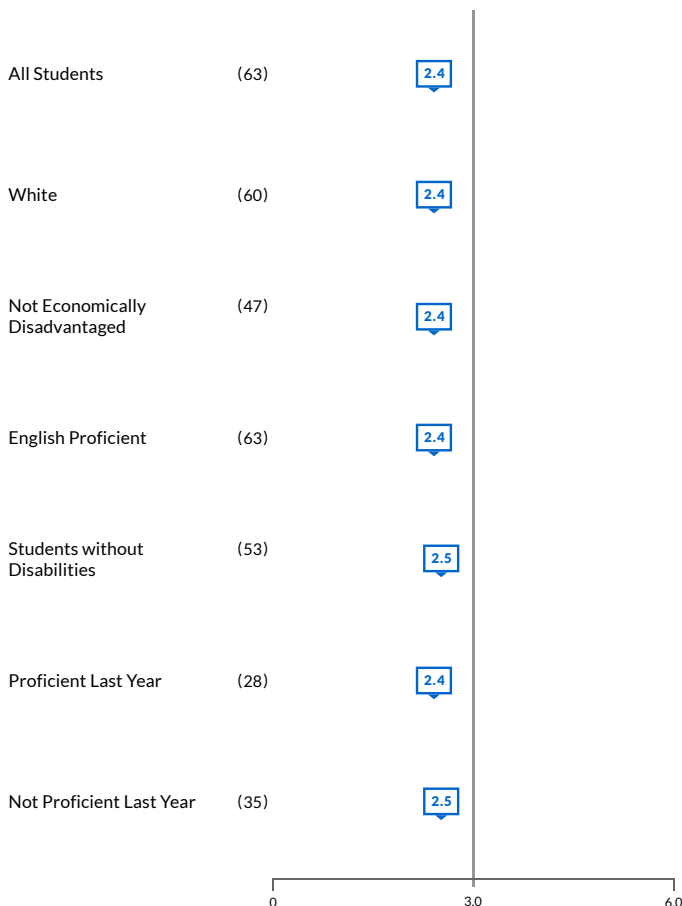 All Students (63) 2.4
White (60) 2.4
Not Economically (47)
Disadvantaged
2.4
English Proficient (63) 2.4
Students without (53)
Disabilities
2.5
Proficient Last Year (28) 2.4
Not Proficient Last Year (35) 2.5
0 3.0 6.0